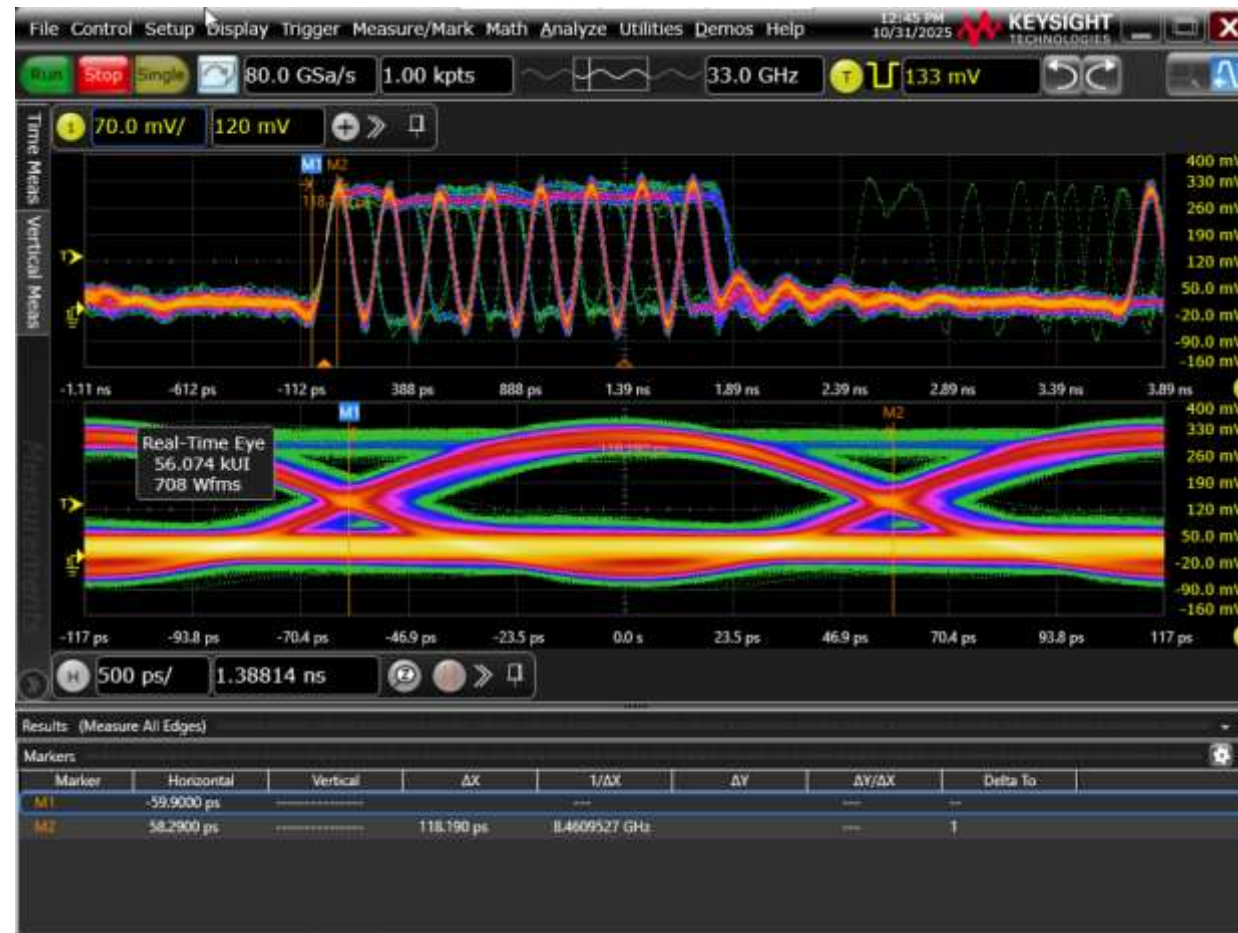 File Control Setup Display Trigger Measure/Mark Math Analyze Utilities Demos Help
12:45 PM
10/31/2025
KEYSIGHT
TECHNOLOGIES
Run Stop Single 80.0 GSa/s 1.00 kpts 33.0 GHz T 133 mV
Time Meas
Vertical Meas
Measurements
1 70.0 mV/ 120 mV
M1 M2
400 mV
330 mV
260 mV
190 mV
120 mV
50.0 mV
-20.0 mV
-90.0 mV
-160 mV
T
-1.11 ns -612 ps -112 ps 388 ps 888 ps 1.39 ns 1.89 ns 2.39 ns 2.89 ns 3.39 ns 3.89 ns
M1 M2
Real-Time Eye
56.074 kUI
708 Wfms
400 mV
330 mV
260 mV
190 mV
120 mV
50.0 mV
-20.0 mV
-90.0 mV
-160 mV
T
-117 ps -93.8 ps -70.4 ps -46.9 ps -23.5 ps 0.0 s 23.5 ps 46.9 ps 70.4 ps 93.8 ps 117 ps
H 500 ps/ 1.38814 ns
Results (Measure All Edges)
Markers
Marker Horizontal Vertical ΔX 1/ΔX ΔY ΔY/ΔX Delta To
M1 -59.9000 ps --------------- --- --- --
M2 58.2900 ps --------------- 118.190 ps 8.4609527 GHz --- 1